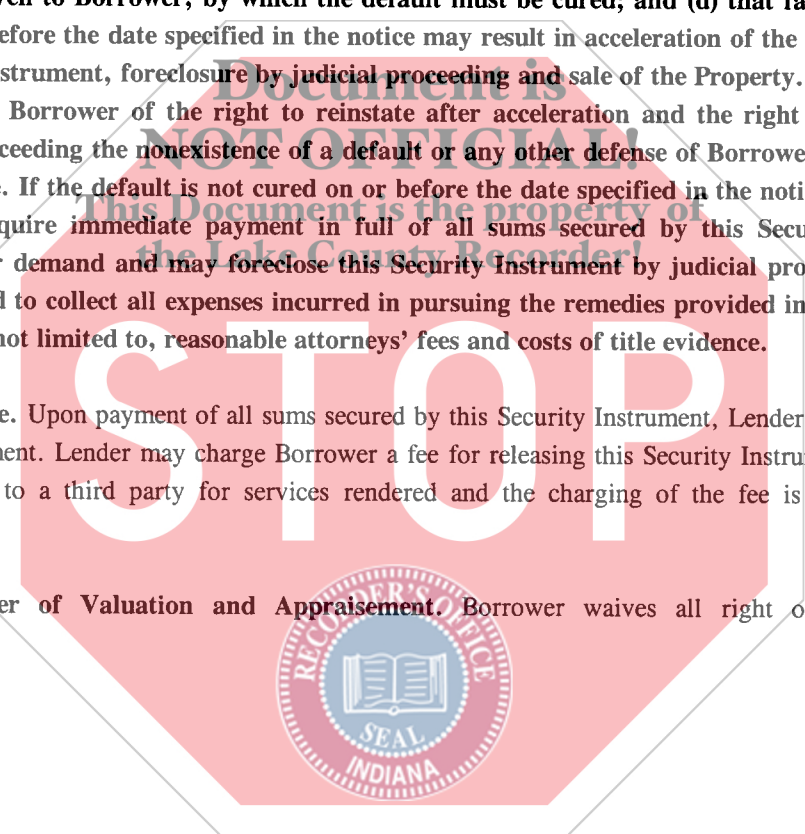 ven to Borrower, by which the default must be cured; and (d) that fa
efore the date specified in the notice may result in acceleration of the
strument, foreclosure by judicial proceeding and sale of the Property.
Borrower of the right to reinstate after acceleration and the right
ceeding the nonexistence of a default or any other defense of Borrowe
. If the default is not cured on or before the date specified in the noti
quire immediate payment in full of all sums secured by this Secu
r demand and may foreclose this Security Instrument by judicial pro
d to collect all expenses incurred in pursuing the remedies provided in
not limited to, reasonable attorneys' fees and costs of title evidence.
e. Upon payment of all sums secured by this Security Instrument, Lender
ment. Lender may charge Borrower a fee for releasing this Security Instru
to a third party for services rendered and the charging of the fee is
er of Valuation and Appraisement. Borrower waives all right o
Document is
NOT OFFICIAL!
This Document is the property of
the Lake County Recorder!
STOP
RECORDER'S OFFICE
SEAL
INDIANA